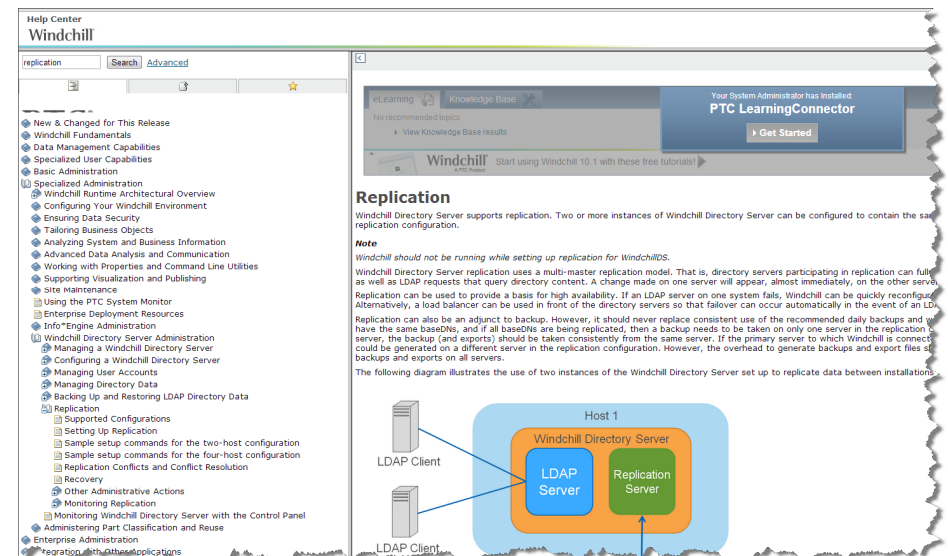 Help Center
Windchill
replication Search Advanced
New & Changed for This Release
Windchill Fundamentals
Data Management Capabilities
Specialized User Capabilities
Basic Administration
Specialized Administration
Windchill Runtime Architectural Overview
Configuring Your Windchill Environment
Ensuring Data Security
Tailoring Business Objects
Analyzing System and Business Information
Advanced Data Analysis and Communication
Working with Properties and Command Line Utilities
Supporting Visualization and Publishing
Site Maintenance
Using the PTC System Monitor
Enterprise Deployment Resources
Info*Engine Administration
Windchill Directory Server Administration
Managing a Windchill Directory Server
Configuring a Windchill Directory Server
Managing User Accounts
Managing Directory Data
Backing Up and Restoring LDAP Directory Data
Replication
Supported Configurations
Setting Up Replication
Sample setup commands for the two-host configuration
Sample setup commands for the four-host configuration
Replication Conflicts and Conflict Resolution
Recovery
Other Administrative Actions
Monitoring Replication
Monitoring Windchill Directory Server with the Control Panel
Administering Part Classification and Reuse
Enterprise Administration
eLearning Knowledge Base
No recommended topics
View Knowledge Base results
Your System Administrator has Installed:
PTC LearningConnector
Get Started
Windchill Start using Windchill 10.1 with these free tutorials!
A PTC Product
Replication
Windchill Directory Server supports replication. Two or more instances of Windchill Directory Server can be configured to contain the
replication configuration.
Note
Windchill should not be running while setting up replication for WindchillDS.
Windchill Directory Server replication uses a multi-master replication model. That is, directory servers participating in replication can
as well as LDAP requests that query directory content. A change made on one server will appear, almost immediately, on the other
Replication can be used to provide a basis for high availability. If an LDAP server on one system fails, Windchill can be quickly
Alternatively, a load balancer can be used in front of the directory servers so that failover can occur automatically in the event of an
Replication can also be an adjunct to backup. However, it should never replace consistent use of the recommended daily backups and
have the same baseDNs, and if all baseDNs are being replicated, then a backup needs to be taken on only one server in the replication
server, the backup (and exports) should be taken consistently from the same server. If the primary server to which Windchill is
could be generated on a different server in the replication configuration. However, the overhead to generate backups and export files
backups and exports on all servers.
The following diagram illustrates the use of two instances of the Windchill Directory Server set up to replicate data between installations
Host 1
Windchill Directory Server
LDAP Client
LDAP
Server
Replication
Server
LDAP Client